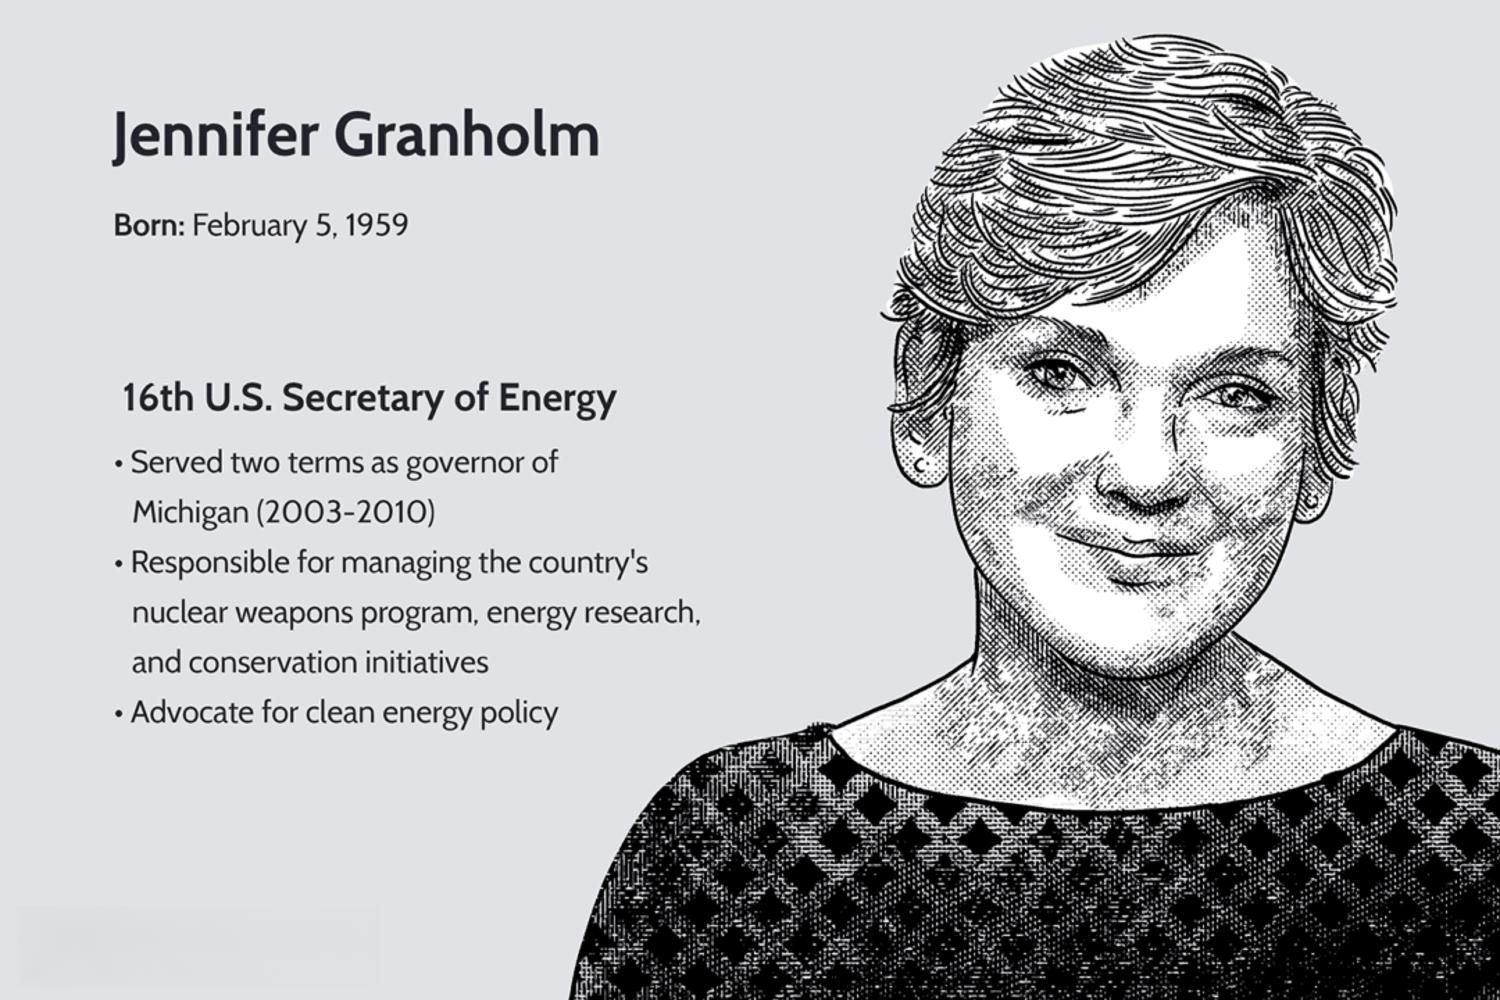 Jennifer Granholm
Born: February 5, 1959
16th U.S. Secretary of Energy
• Served two terms as governor of
Michigan (2003-2010)
• Responsible for managing the country's
nuclear weapons program, energy research,
and conservation initiatives
• Advocate for clean energy policy